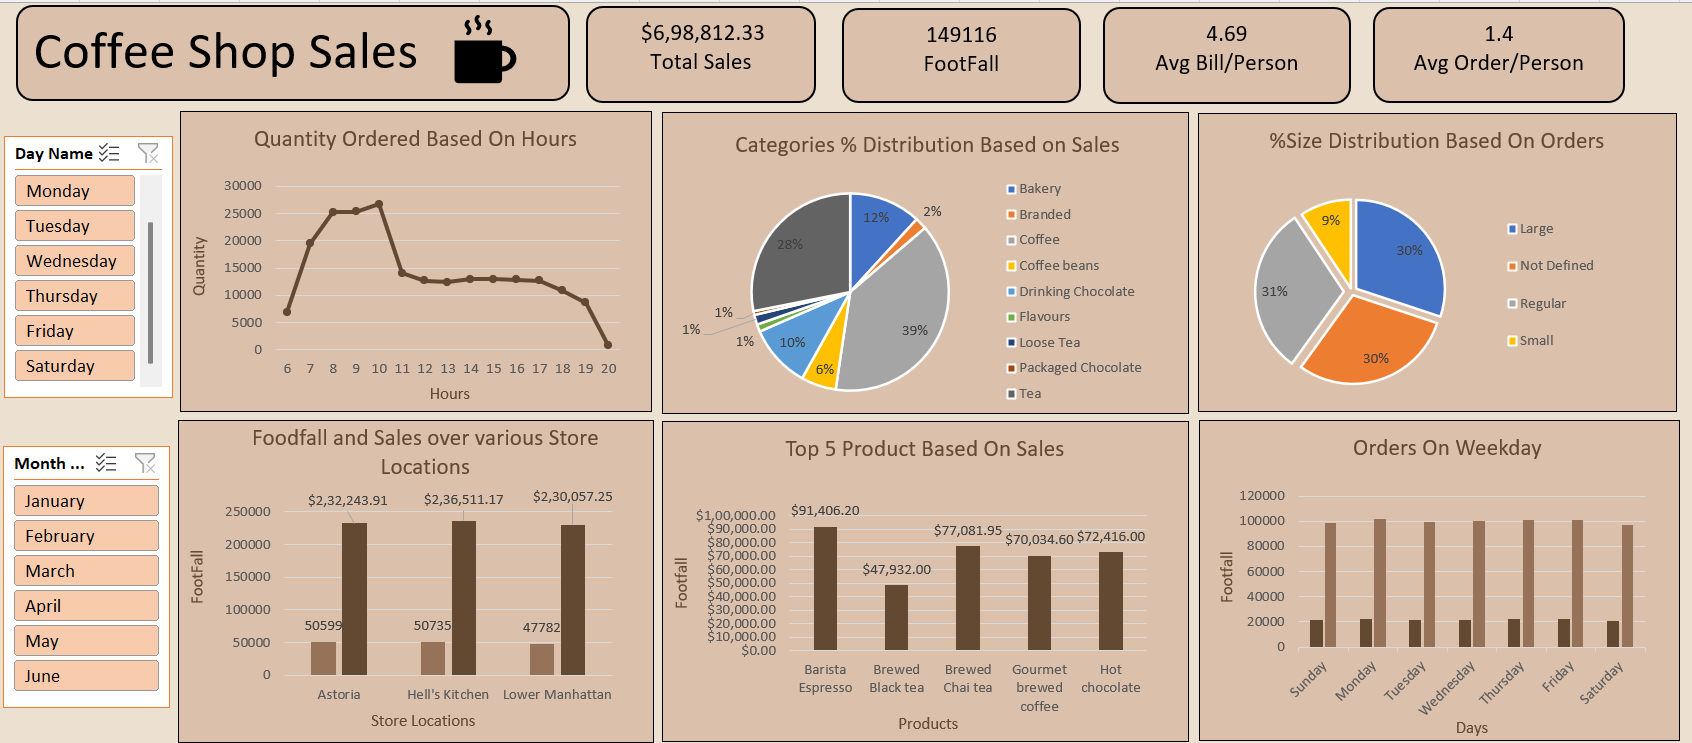 Coffee Shop Sales
$6,98,812.33
Total Sales
149116
FootFall
4.69
Avg Bill/Person
1.4
Avg Order/Person
Day Name
Monday
Tuesday
Wednesday
Thursday
Friday
Saturday
Month ...
January
February
March
April
May
June
Quantity Ordered Based On Hours
Quantity
30000
25000
20000
15000
10000
5000
0
6 7 8 9 10 11 12 13 14 15 16 17 18 19 20
Hours
Categories % Distribution Based on Sales
12%
2%
39%
6%
10%
1%
1%
1%
28%
Bakery
Branded
Coffee
Coffee beans
Drinking Chocolate
Flavours
Loose Tea
Packaged Chocolate
Tea
%Size Distribution Based On Orders
30%
30%
31%
9%
Large
Not Defined
Regular
Small
Foodfall and Sales over various Store
Locations
FootFall
250000
200000
150000
100000
50000
0
$2,32,243.91
$2,36,511.17
$2,30,057.25
50599
50735
47782
Astoria
Hell's Kitchen
Lower Manhattan
Store Locations
Top 5 Product Based On Sales
Footfall
$1,00,000.00
$90,000.00
$80,000.00
$70,000.00
$60,000.00
$50,000.00
$40,000.00
$30,000.00
$20,000.00
$10,000.00
$0.00
$91,406.20
$47,932.00
$77,081.95
$70,034.60
$72,416.00
Barista
Espresso
Brewed
Black tea
Brewed
Chai tea
Gourmet
brewed
coffee
Hot
chocolate
Products
Orders On Weekday
Footfall
120000
100000
80000
60000
40000
20000
0
Sunday
Monday
Tuesday
Wednesday
Thursday
Friday
Saturday
Days